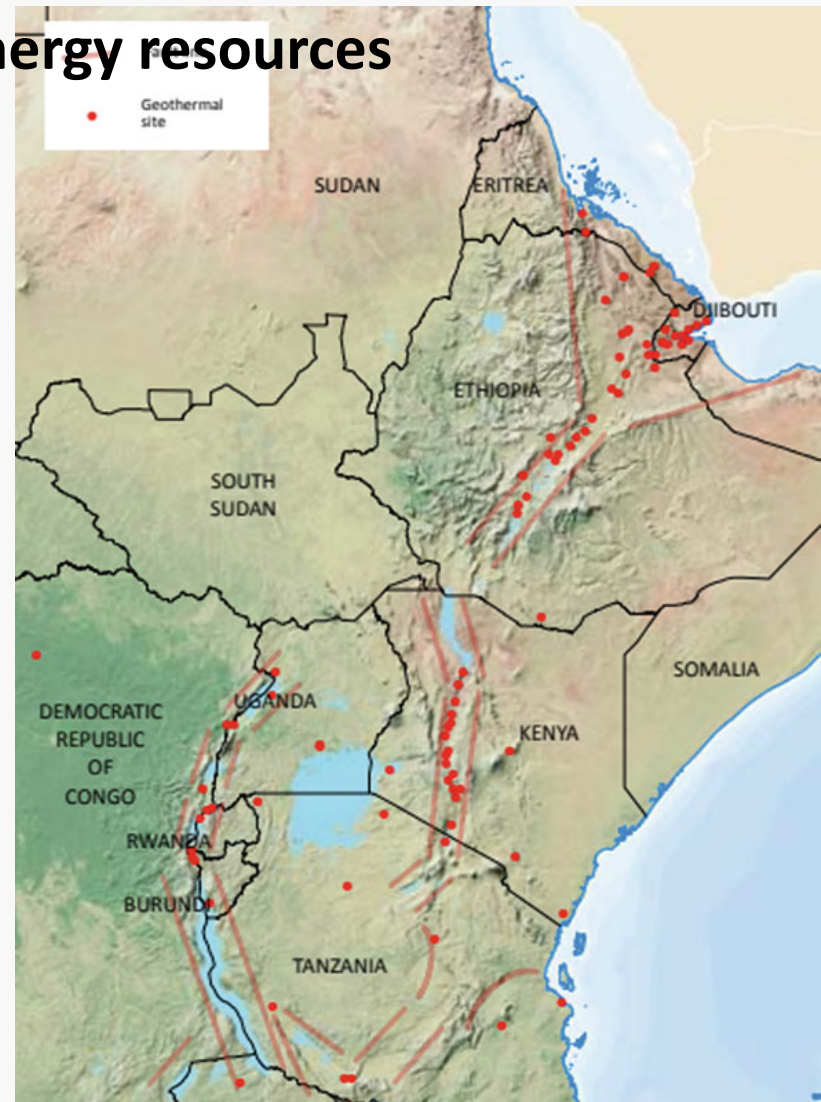 nergy resources
Geothermal
site
SUDAN
ERITREA
DJIBOUTI
ETHIOPIA
SOUTH
SUDAN
SOMALIA
UGANDA
DEMOCRATIC
REPUBLIC
OF
CONGO
KENYA
RWANDA
BURUNDI
TANZANIA